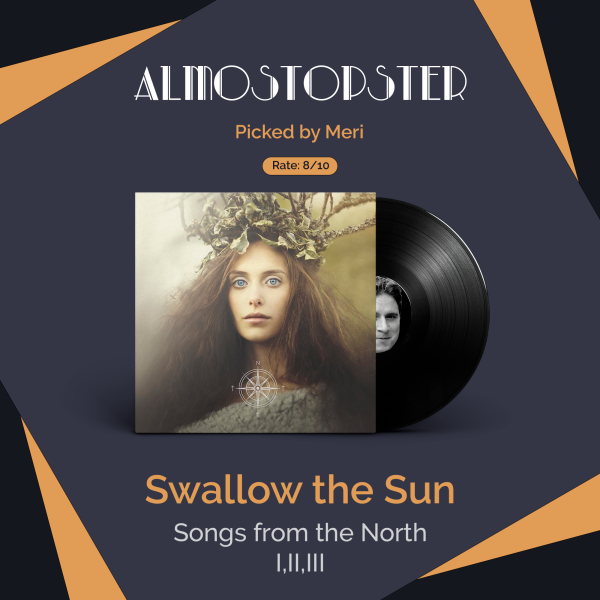 ALMOSTOPSTER
Picked by Meri
Rate: 8/10
N
Swallow the Sun
Songs from the North
I,II,III